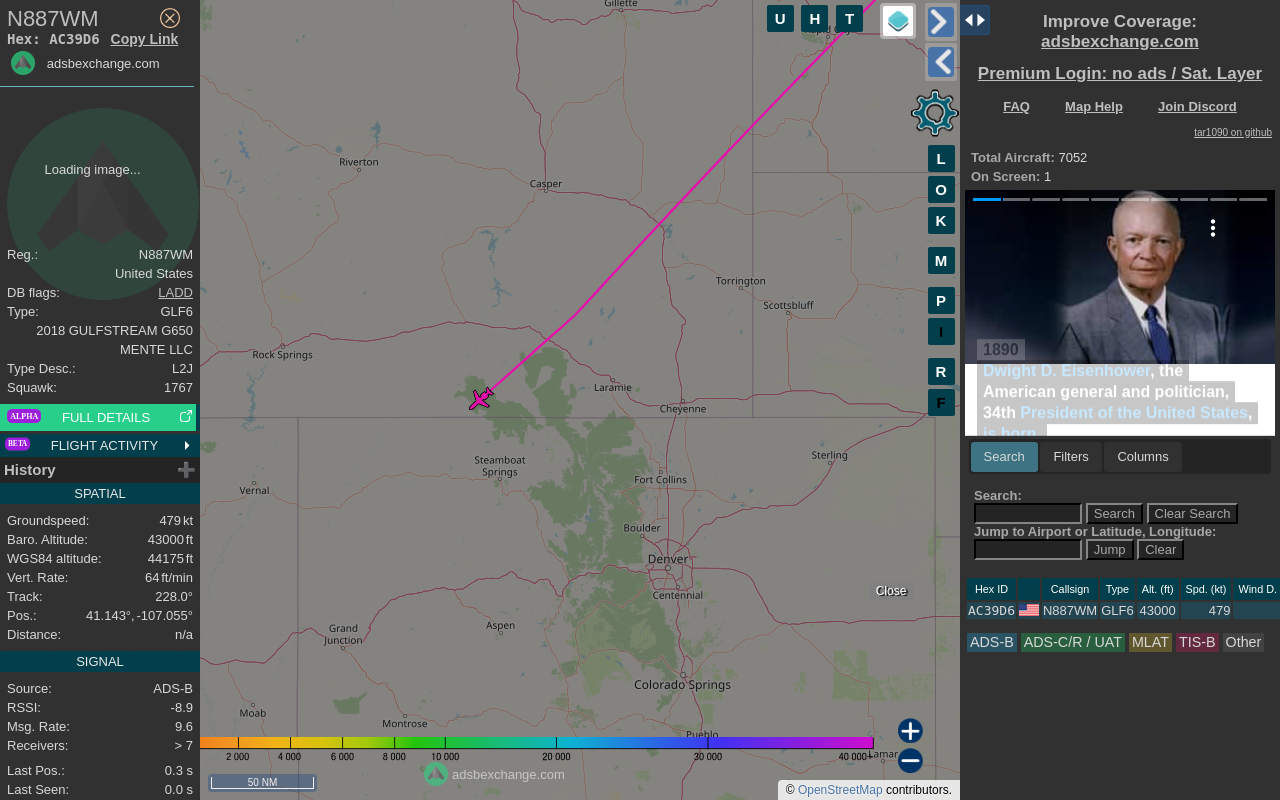 N887WM
Hex: AC39D6 Copy Link
adsbexchange.com
Loading image...
Reg.: N887WM
United States
DB flags: LADD
Type: GLF6
2018 GULFSTREAM G650
MENTE LLC
Type Desc.: L2J
Squawk: 1767
ALPHA FULL DETAILS
BETA FLIGHT ACTIVITY
History
SPATIAL
Groundspeed: 479 kt
Baro. Altitude: 43000 ft
WGS84 altitude: 44175 ft
Vert. Rate: 64 ft/min
Track: 228.0°
Pos.: 41.143°, -107.055°
Distance: n/a
SIGNAL
Source: ADS-B
RSSI: -8.9
Msg. Rate: 9.6
Receivers: > 7
Last Pos.: 0.3 s
Last Seen: 0.0 s
Gillette
Riverton
Casper
Torrington
Scottsbluff
Rock Springs
Laramie
Cheyenne
Steamboat
Springs
Sterling
Vernal
Fort Collins
Boulder
Denver
Centennial
Grand
Junction
Aspen
Colorado Springs
Moab
Montrose
Pueblo
Lamar
Close
2 000 4 000 6 000 8 000 10 000 20 000 30 000 40 000+
50 NM
adsbexchange.com
© OpenStreetMap contributors.
U H T
L
O
K
M
P
I
R
F
Improve Coverage:
adsbexchange.com
Premium Login: no ads / Sat. Layer
FAQ Map Help Join Discord
tar1090 on github
Total Aircraft: 7052
On Screen: 1
1890
Dwight D. Eisenhower, the
American general and politician,
34th President of the United States,
is born.
Search Filters Columns
Search:
Search Clear Search
Jump to Airport or Latitude, Longitude:
Jump Clear
Hex ID Callsign Type Alt. (ft) Spd. (kt) Wind D.
AC39D6 N887WM GLF6 43000 479
ADS-B ADS-C/R / UAT MLAT TIS-B Other